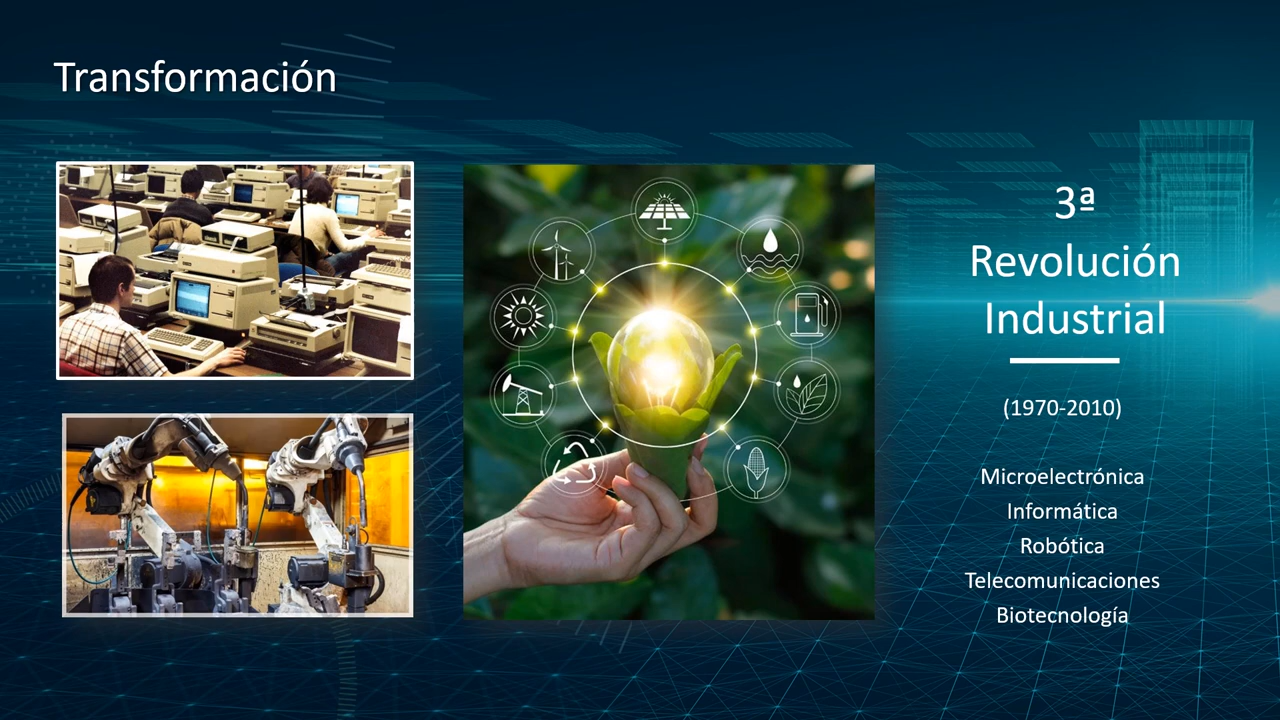 Transformación
3ª
Revolución
Industrial
(1970-2010)
Microelectrónica
Informática
Robótica
Telecomunicaciones
Biotecnología